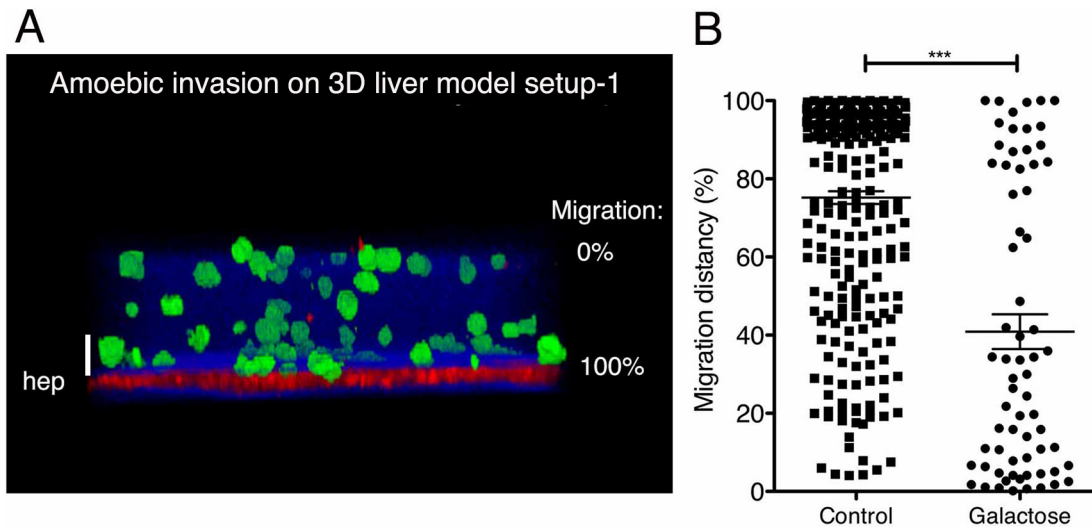 A
Amoebic invasion on 3D liver model setup-1
Migration:
0%
100%
hep
B
***
Migration distancy (%)
100
80
60
40
20
0
Control
Galactose